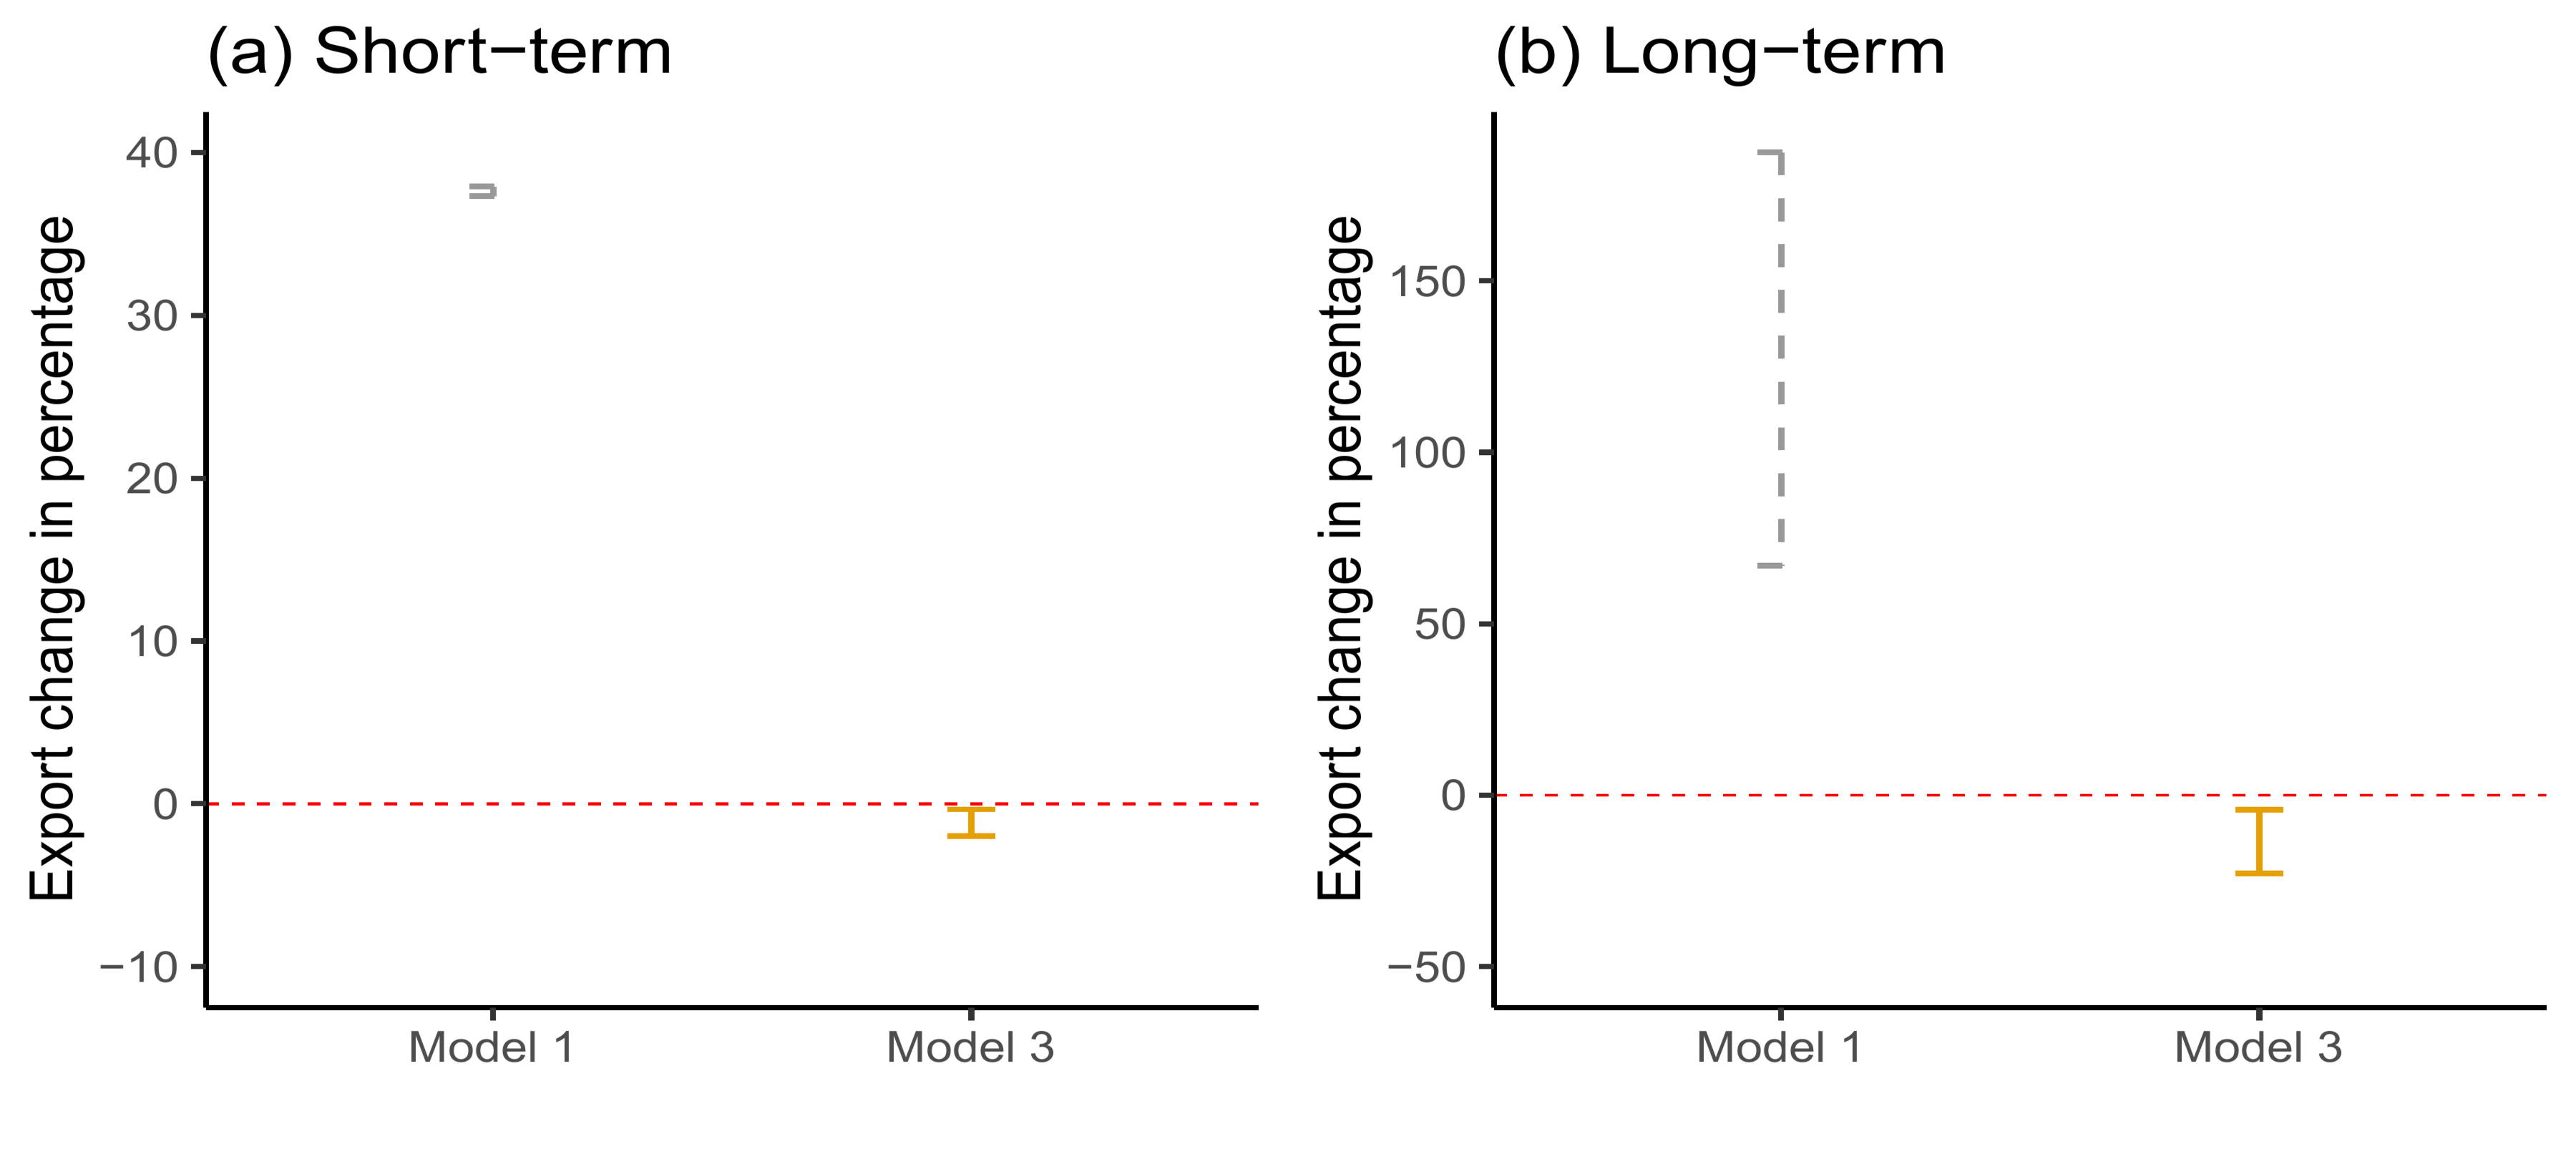 (a) Short−term
Export change in percentage
40
30
20
10
0
−10
Model 1
Model 3
(b) Long−term
Export change in percentage
150
100
50
0
−50
Model 1
Model 3